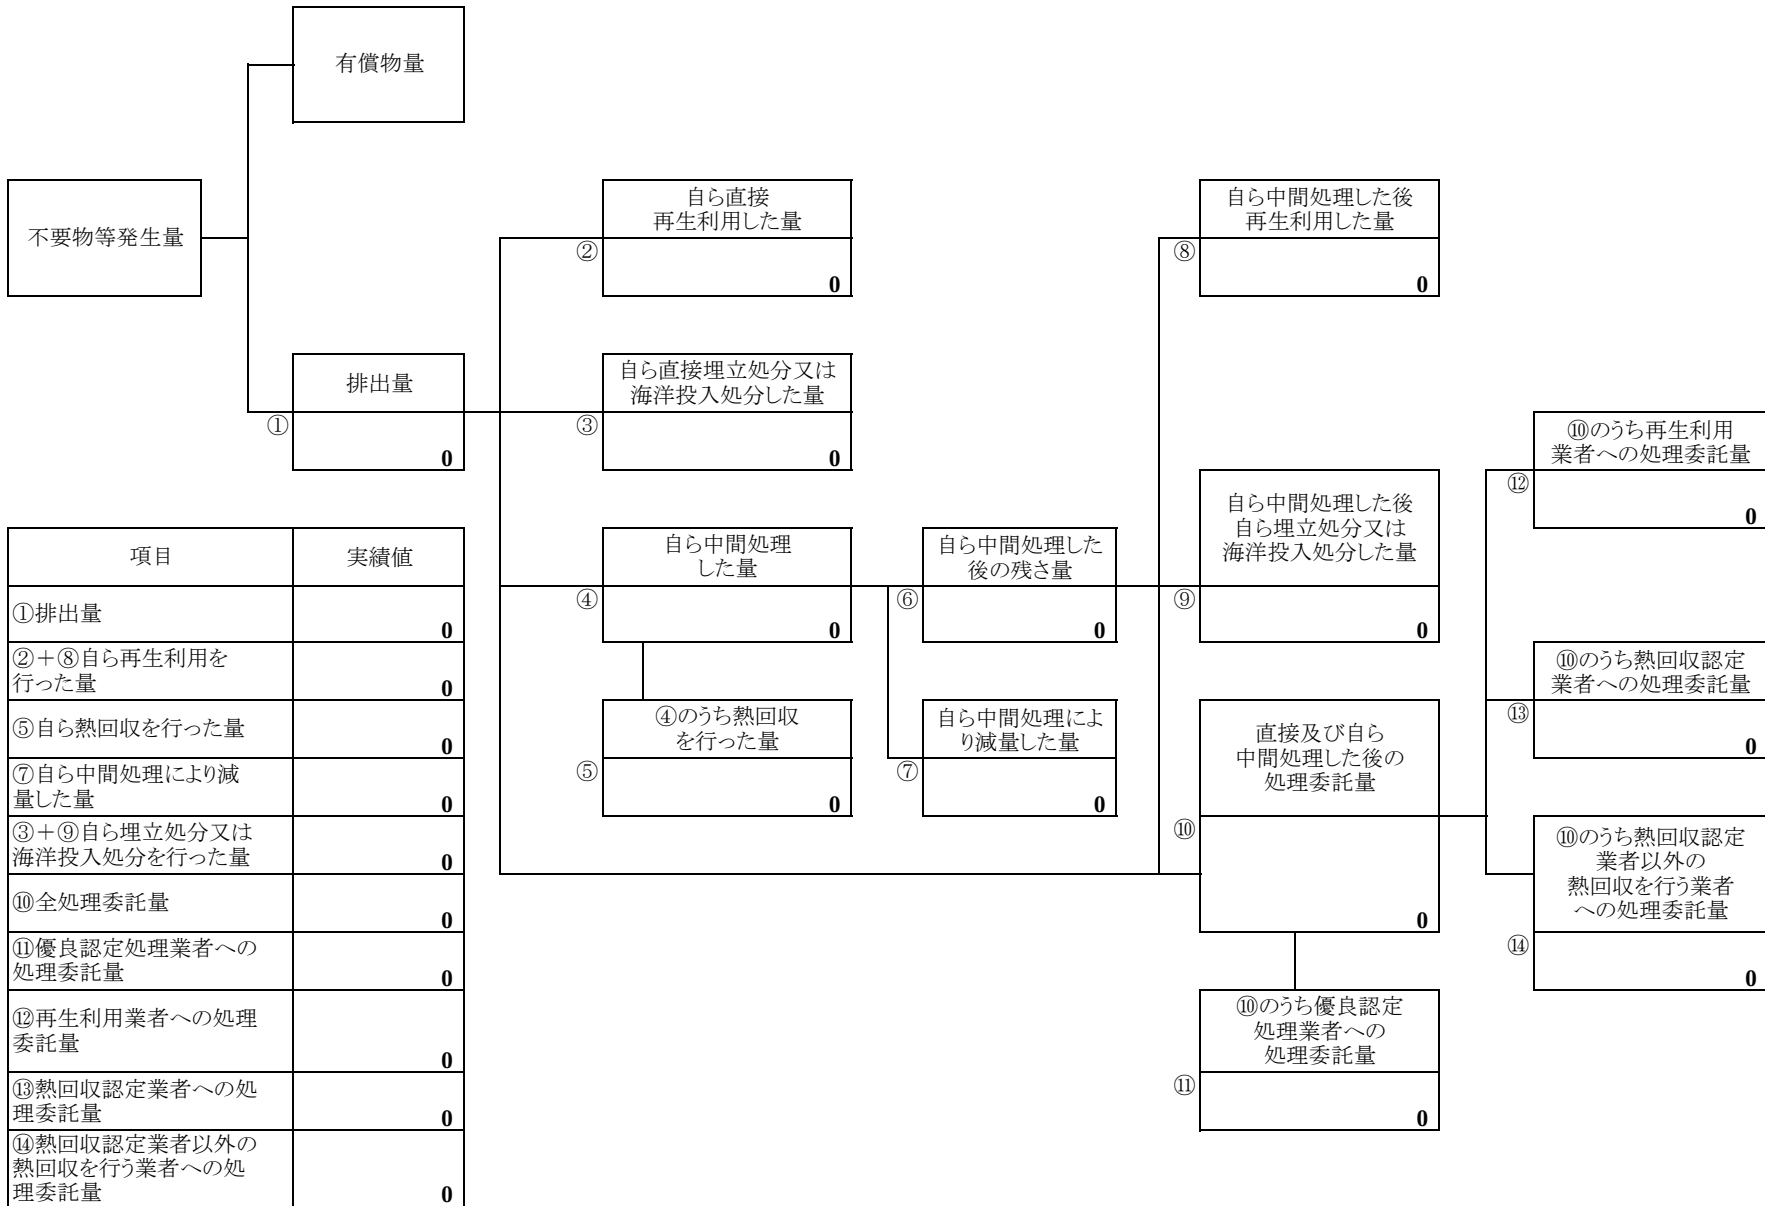 有償物量
不要物等発生量
排出量
①
0
自ら直接
再生利用した量
②
0
自ら直接埋立処分又は
海洋投入処分した量
③
0
自ら中間処理
した量
④
0
④のうち熱回収
を行った量
⑤
0
自ら中間処理した
後の残さ量
⑥
0
自ら中間処理によ
り減量した量
⑦
0
自ら中間処理した後
再生利用した量
⑧
0
自ら中間処理した後
自ら埋立処分又は
海洋投入処分した量
⑨
0
直接及び自ら
中間処理した後の
処理委託量
⑩
0
⑩のうち優良認定
処理業者への
処理委託量
⑪
0
⑩のうち再生利用
業者への処理委託量
⑫
0
⑩のうち熱回収認定
業者への処理委託量
⑬
0
⑩のうち熱回収認定
業者以外の
熱回収を行う業者
への処理委託量
⑭
0
項目 実績値
①排出量
0
②+⑧自ら再生利用を
行った量
0
⑤自ら熱回収を行った量
0
⑦自ら中間処理により減
量した量
0
③+⑨自ら埋立処分又は
海洋投入処分を行った量
0
⑩全処理委託量
0
⑪優良認定処理業者への
処理委託量
0
⑫再生利用業者への処理
委託量
0
⑬熱回収認定業者への処
理委託量
0
⑭熱回収認定業者以外の
熱回収を行う業者への処
理委託量
0